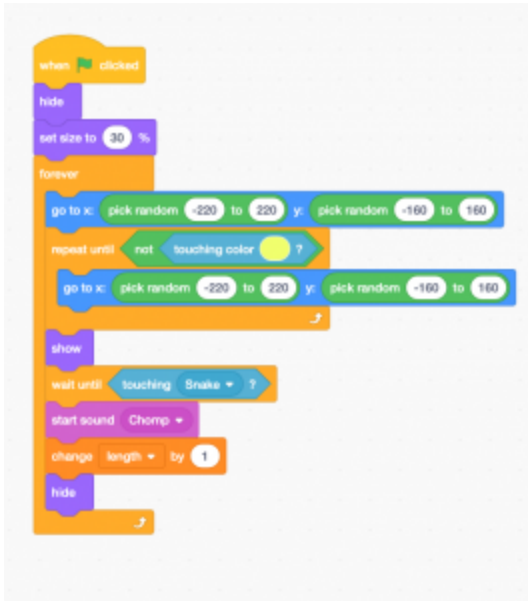 when clicked
hide
set size to 30 %
forever
go to x: pick random -220 to 220 y: pick random -160 to 160
repeat until not touching color ?
go to x: pick random -220 to 220 y: pick random -160 to 160
show
wait until touching Snake ?
start sound Chomp
change length by 1
hide